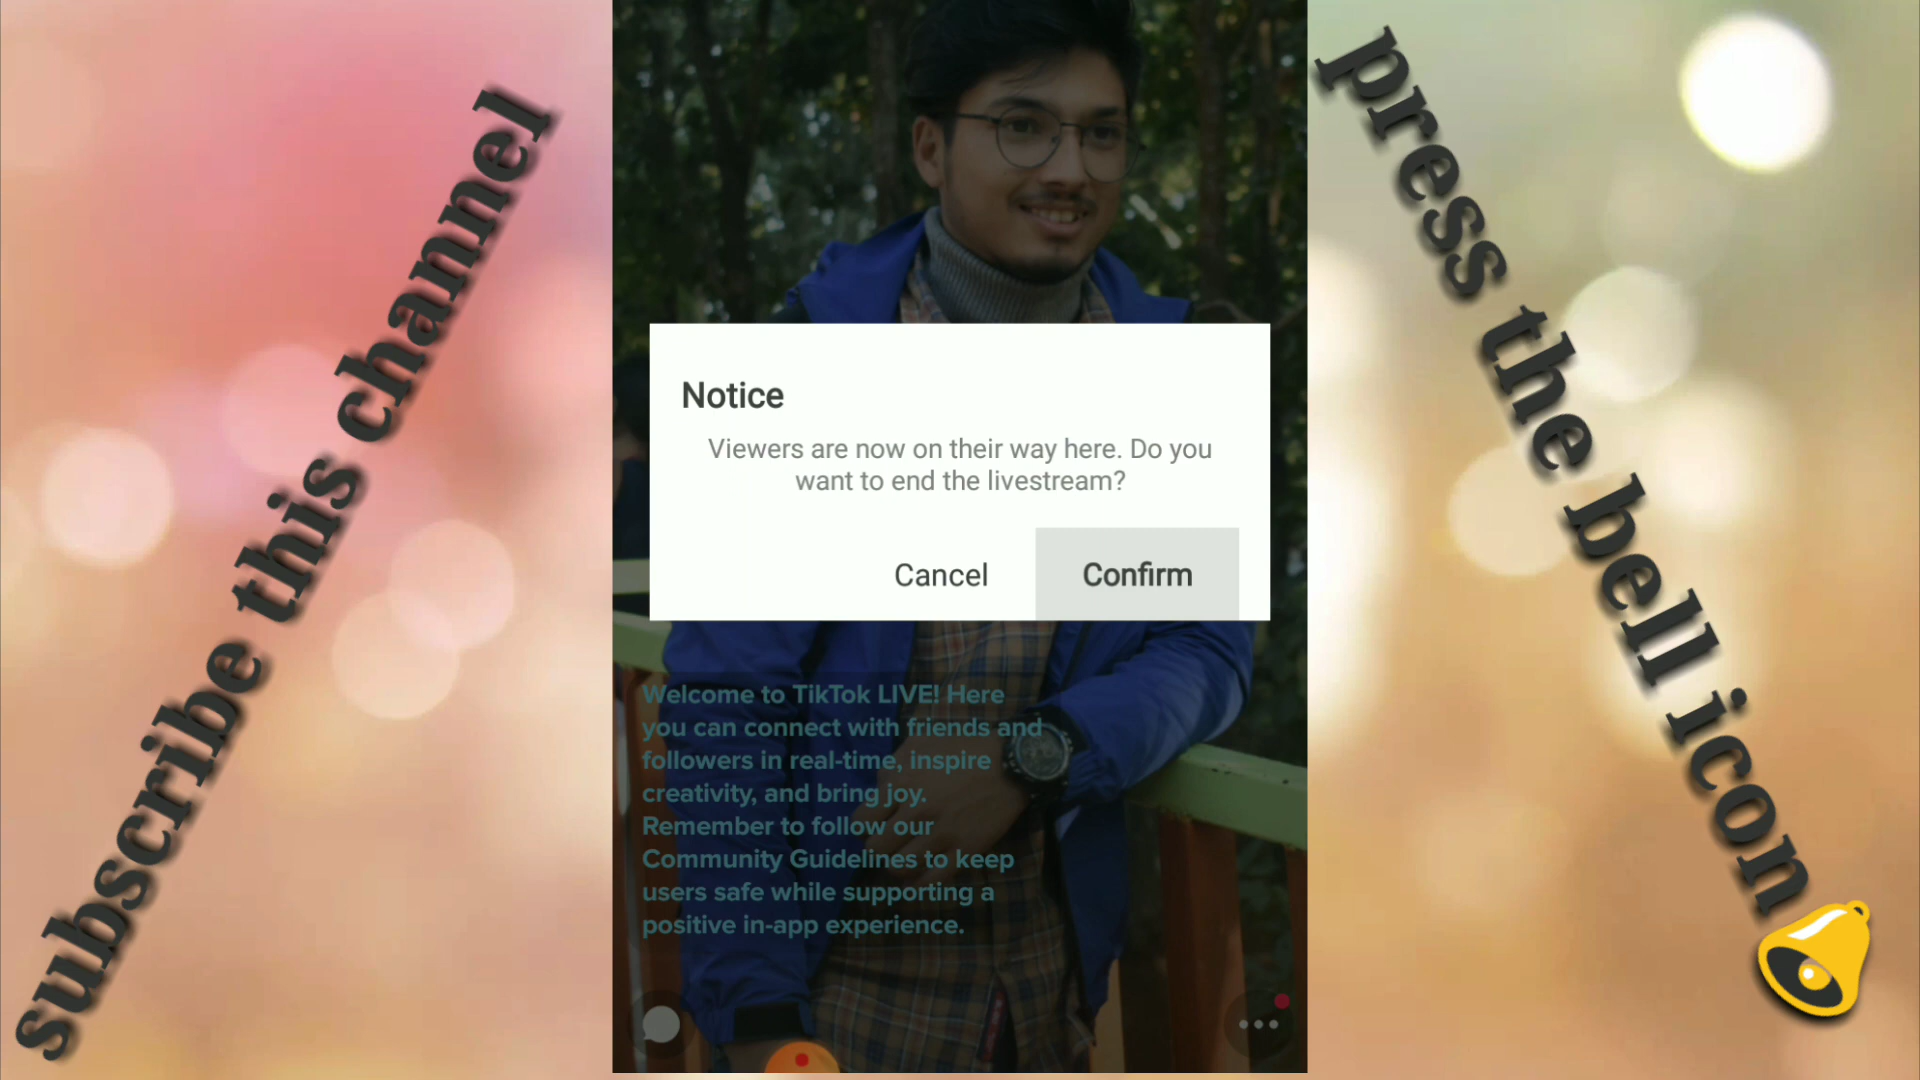 subscribe this channel
press the bell icon
Notice
Viewers are now on their way here. Do you
want to end the livestream?
Cancel
Confirm
Welcome to TikTok LIVE! Here
you can connect with friends and
followers in real-time, inspire
creativity, and bring joy.
Remember to follow our
Community Guidelines to keep
users safe while supporting a
positive in-app experience.